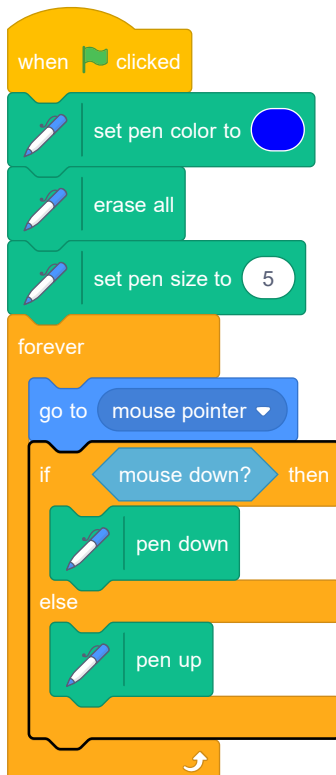 when clicked
set pen color to
erase all
set pen size to 5
forever
go to mouse pointer
if mouse down? then
pen down
else
pen up